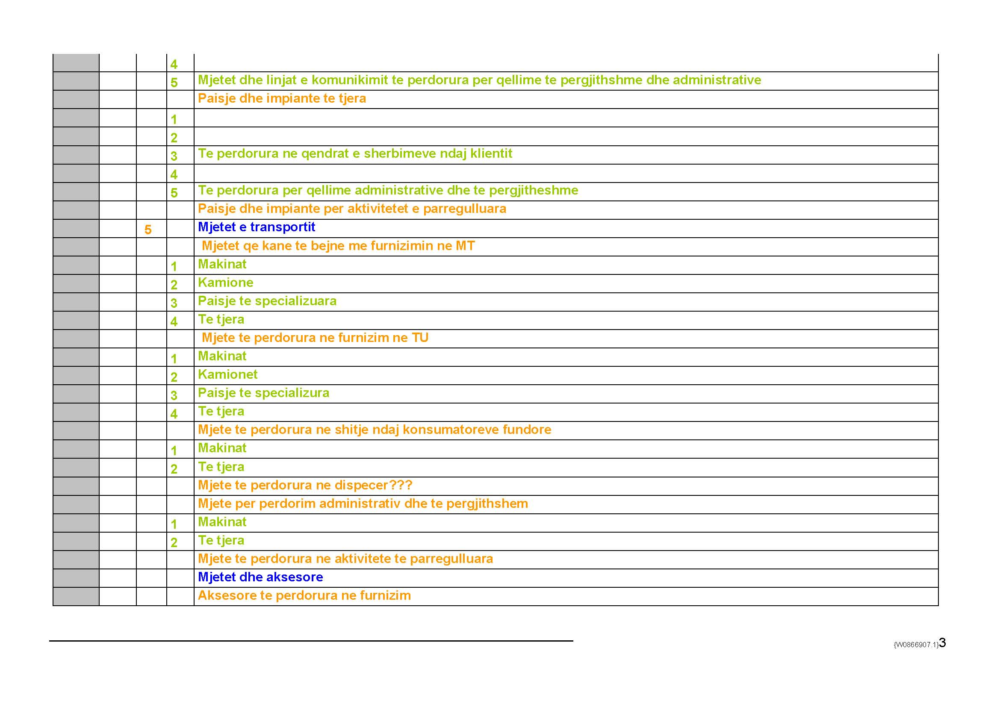 4
5 Mjetet dhe linjat e komunikimit te perdorura per qellime te pergjithshme dhe administrative
Paisje dhe impiante te tjera
1
2
3 Te perdorura ne qendrat e sherbimeve ndaj klientit
4
5 Te perdorura per qellime administrative dhe te pergjitheshme
Paisje dhe impiante per aktivitetet e parregulluara
5 Mjetet e transportit
Mjetet qe kane te bejne me furnizimin ne MT
1 Makinat
2 Kamione
3 Paisje te specializuara
4 Te tjera
Mjete te perdorura ne furnizim ne TU
1 Makinat
2 Kamionet
3 Paisje te specializura
4 Te tjera
Mjete te perdorura ne shitje ndaj konsumatoreve fundore
1 Makinat
2 Te tjera
Mjete te perdorura ne dispecer???
Mjete per perdorim administrativ dhe te pergjithshem
1 Makinat
2 Te tjera
Mjete te perdorura ne aktivitete te parregulluara
Mjetet dhe aksesore
Aksesore te perdorura ne furnizim
{W0866907.1}3